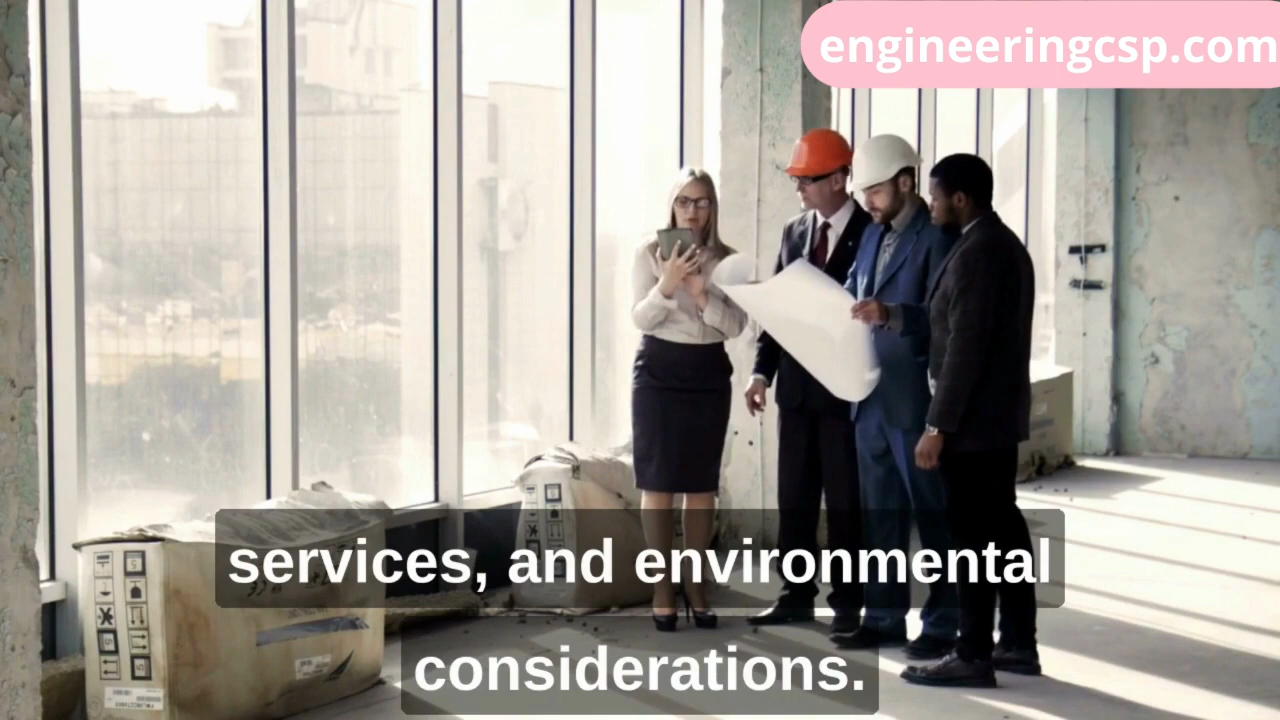 engineeringcsp.com
services, and environmental
considerations.